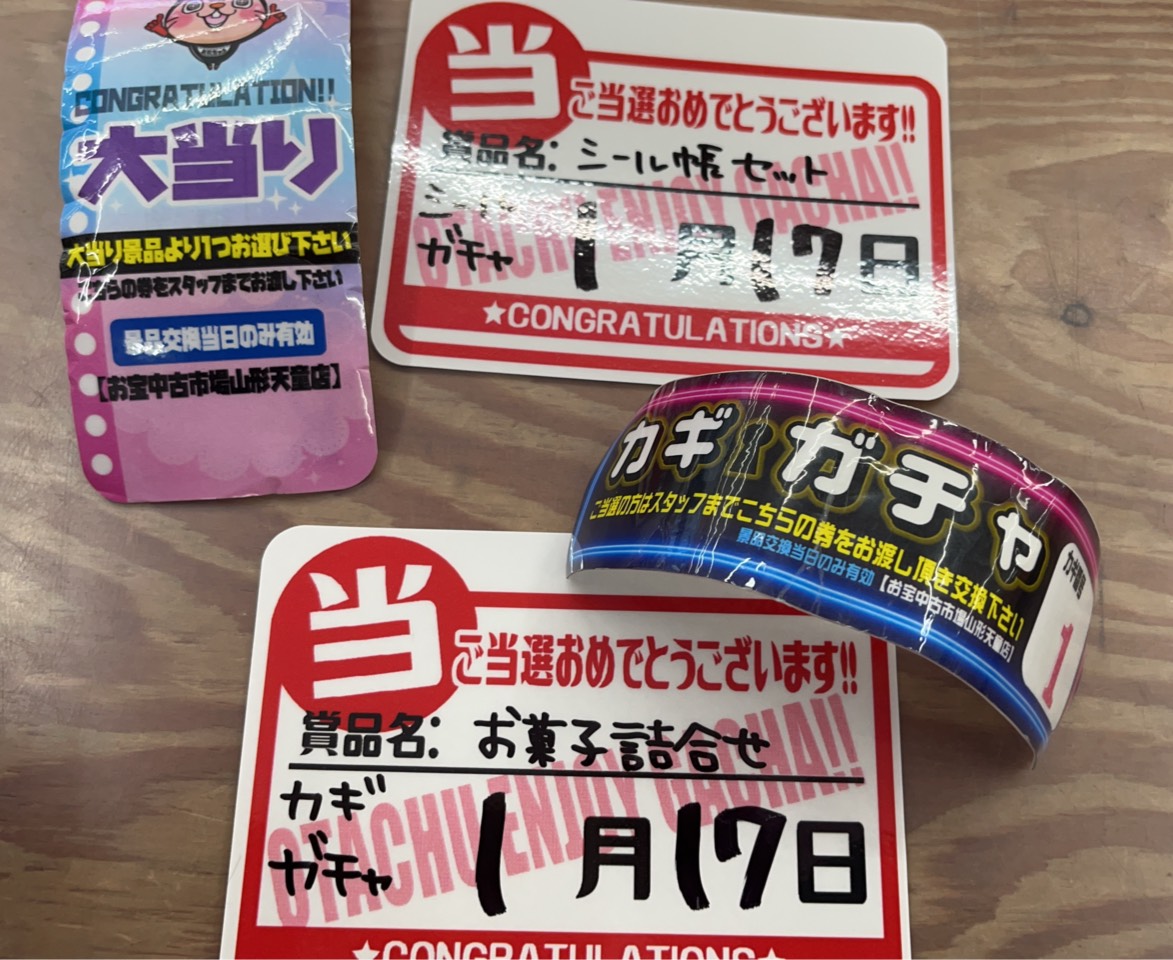 CONGRATULATION!!
大当り
大当り景品より1つお選び下さい
らの券をスタッフまでお渡し下さい
景品交換当日のみ有効
【お宝中古市場山形天童店】
当
ご当選おめでとうございます!!
賞品名: シール帳セット
シール
ガチャ
1月17日
OTACHU ENJOY GACHA!!
★CONGRATULATIONS★
カギガチャ
ご当選の方はスタッフまでこちらの券をお渡し頂き交換下さい
景品交換当日のみ有効【お宝中古市場山形天童店】
1
当
ご当選おめでとうございます!!
賞品名: お菓子詰合せ
カギ
ガチャ
1月17日
OTACHU ENJOY GACHA!!
★CONGRATULATIONS★